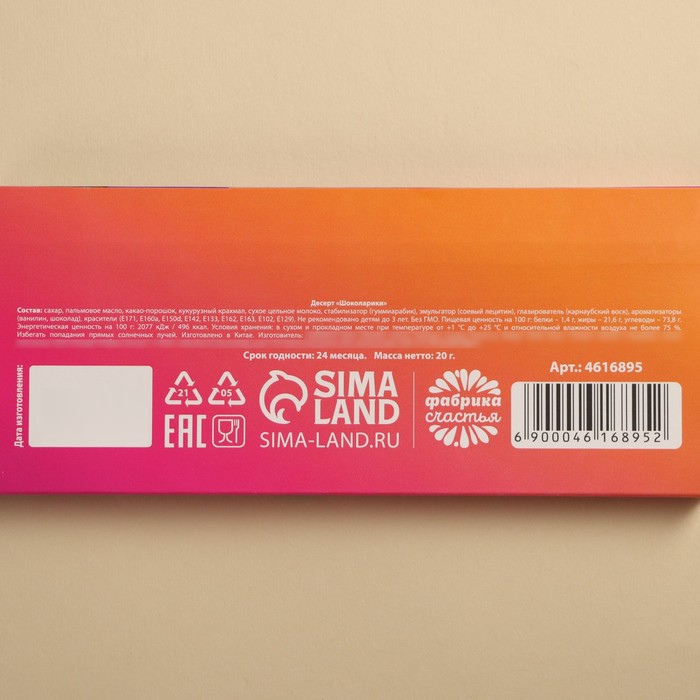 Десерт «Шоколарики»
Состав: сахар, пальмовое масло, какао-порошок, кукурузный крахмал, сухое цельное молоко, стабилизатор (гуммиарабик), эмульгатор (соевый лецитин), глазирователь (карнаубский воск), ароматизаторы
(ванилин, шоколад), красители (E171, E160a, E150d, E142, E133, E162, E163, E102, E129). Не рекомендовано детям до 3 лет. Без ГМО. Пищевая ценность на 100 г: белки – 1,4 г, жиры – 21,8 г, углеводы – 73,8 г.
Энергетическая ценность на 100 г: 2077 кДж / 496 ккал. Условия хранения: в сухом и прохладном месте при температуре от +1 °C до +25 °C и относительной влажности воздуха не более 75 %.
Избегать попадания прямых солнечных лучей. Изготовлено в Китае. Изготовитель:
Срок годности: 24 месяца. Масса нетто: 20 г.
Дата изготовления:
21
05
EAC
SIMA
LAND
SIMA-LAND.RU
фабрика
счастья
Арт.: 4616895
6 900046 168952